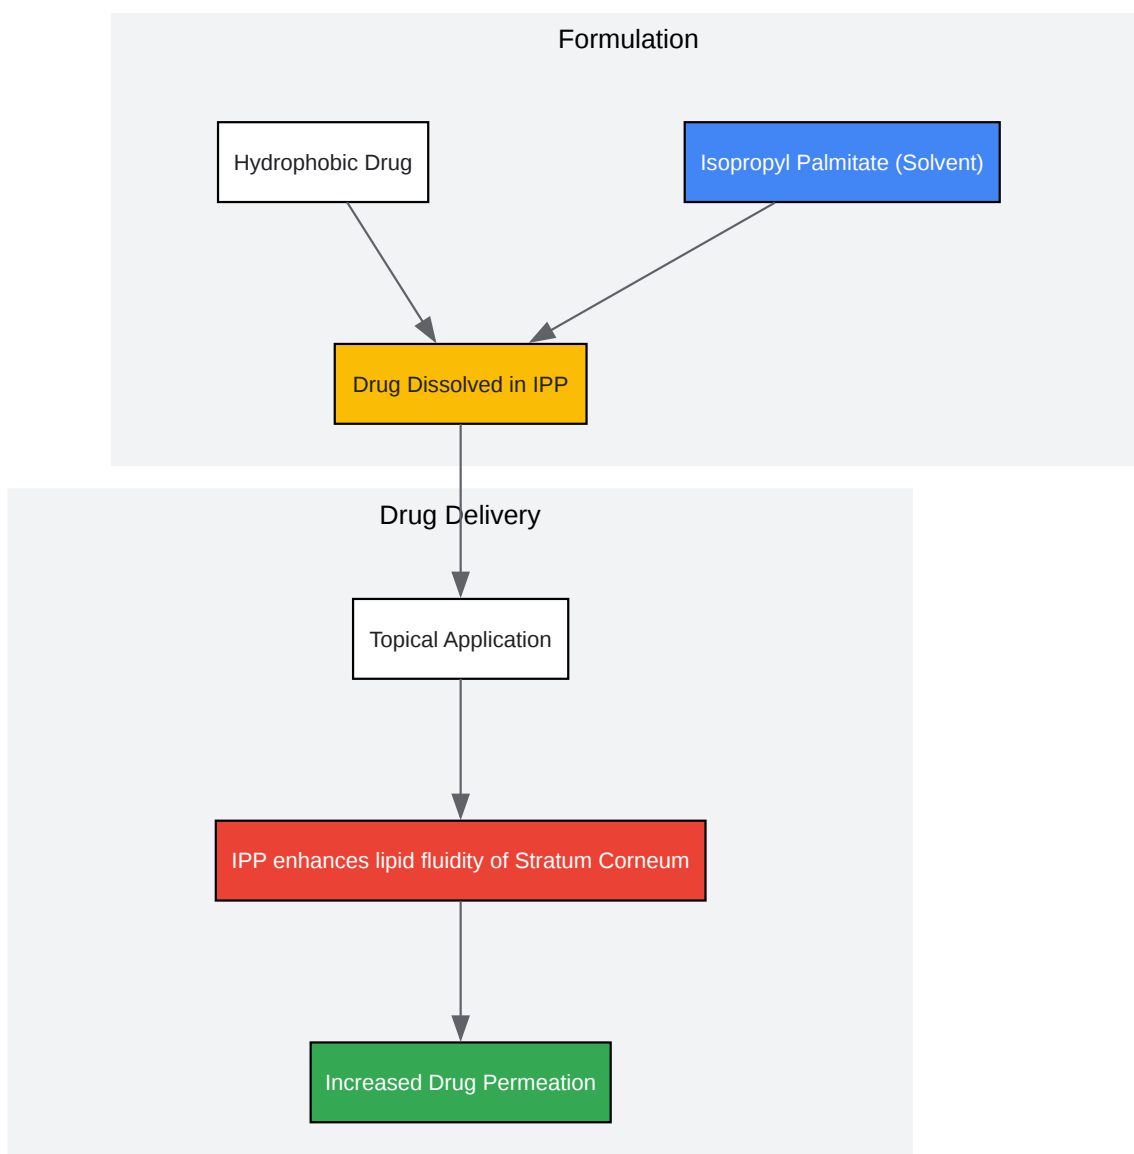 Formulation
Hydrophobic Drug
Isopropyl Palmitate (Solvent)
Drug Dissolved in IPP
Drug Delivery
Topical Application
IPP enhances lipid fluidity of Stratum Corneum
Increased Drug Permeation